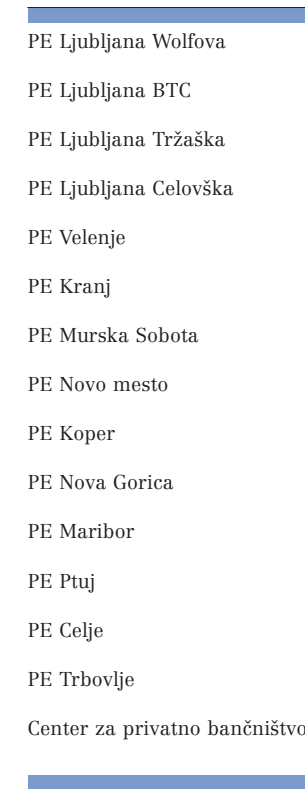 PE Ljubljana Wolfova
PE Ljubljana BTC
PE Ljubljana Tržaška
PE Ljubljana Celovška
PE Velenje
PE Kranj
PE Murska Sobota
PE Novo mesto
PE Koper
PE Nova Gorica
PE Maribor
PE Ptuj
PE Celje
PE Trbovlje
Center za privatno bančništvo